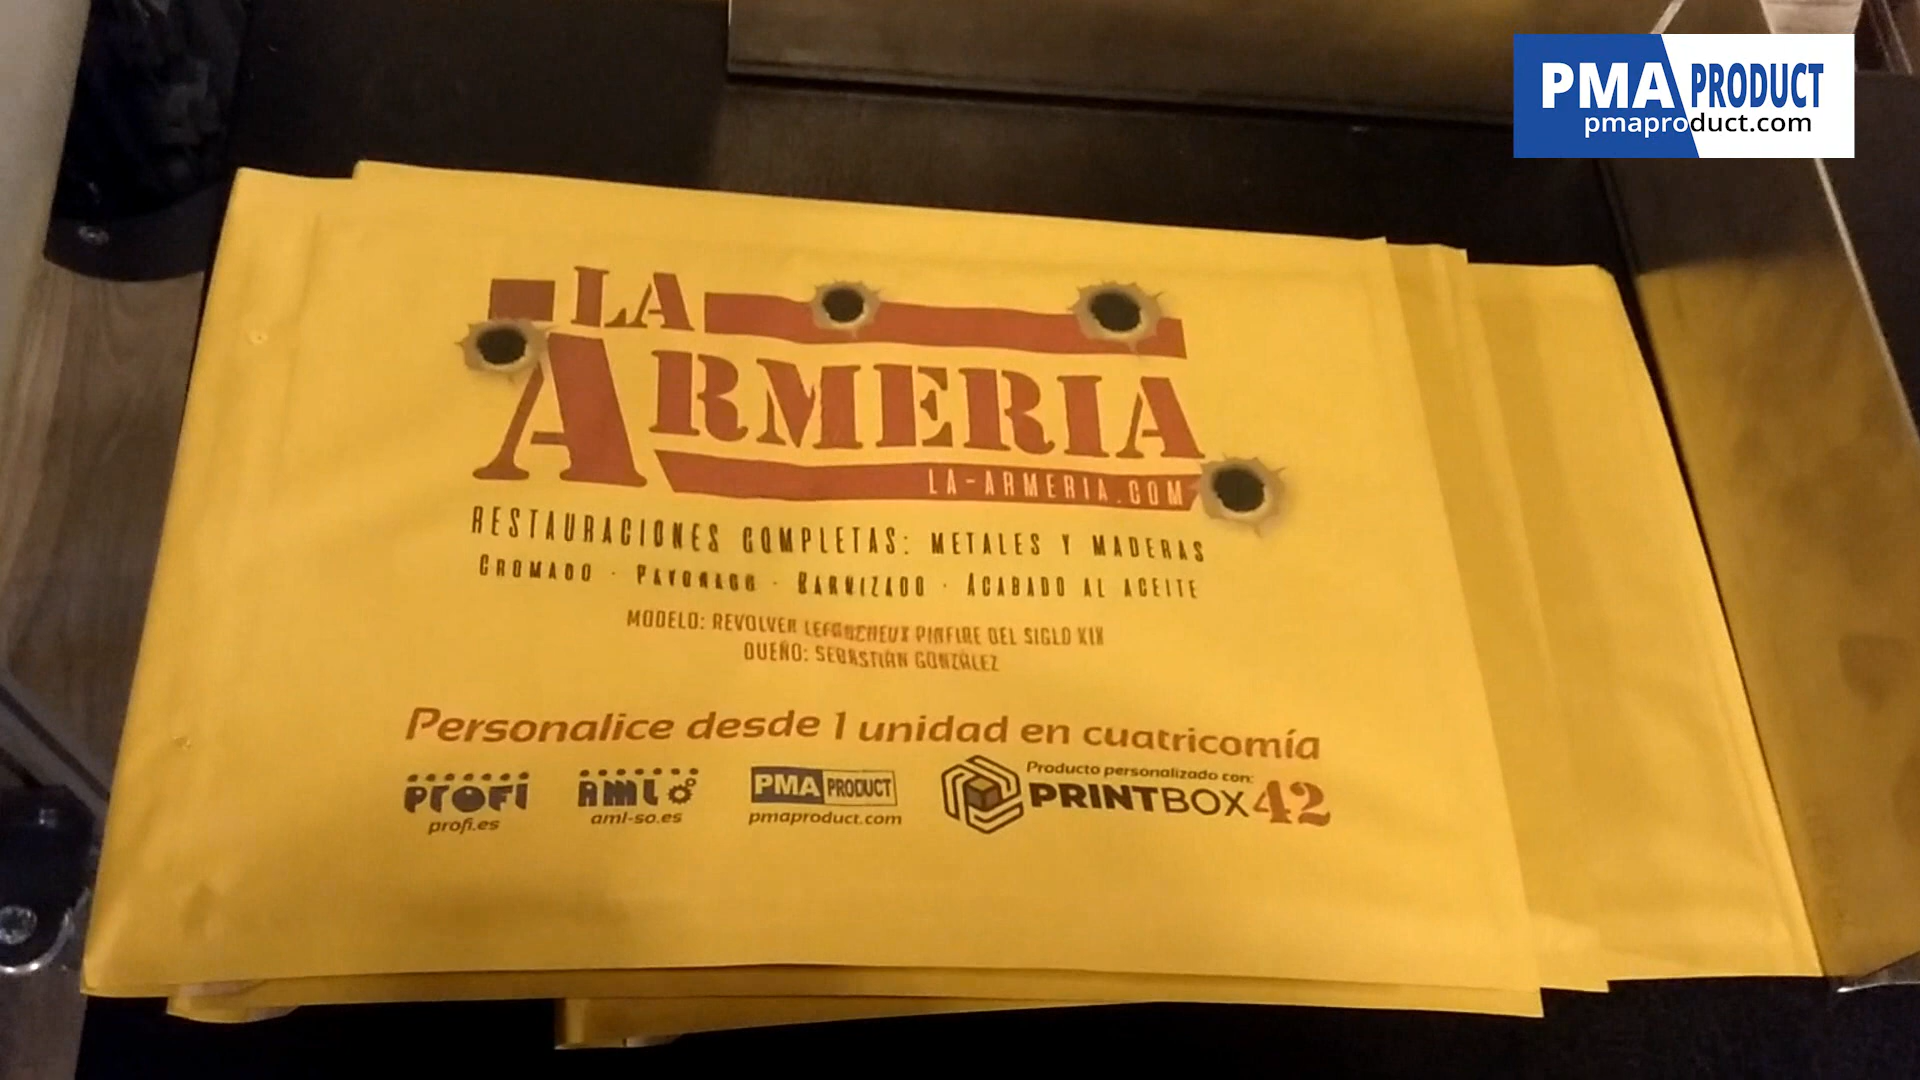 PMA PRODUCT
pmaproduct.com
LA
ARMERIA
LA-ARMERIA.COM
RESTAURACIONES COMPLETAS: METALES Y MADERAS
CROMADO · PAVONADO · BARNIZADO · ACABADO AL ACEITE
MODELO: REVOLVER LEFAUCHEUX PINFIRE DEL SIGLO XIX
DUEÑO: SEBASTIÁN GONZÁLEZ
Personalice desde 1 unidad en cuatricomía
PROFI
profi.es
AML
aml-so.es
PMA PRODUCT
pmaproduct.com
Producto personalizado con:
PRINTBOX42